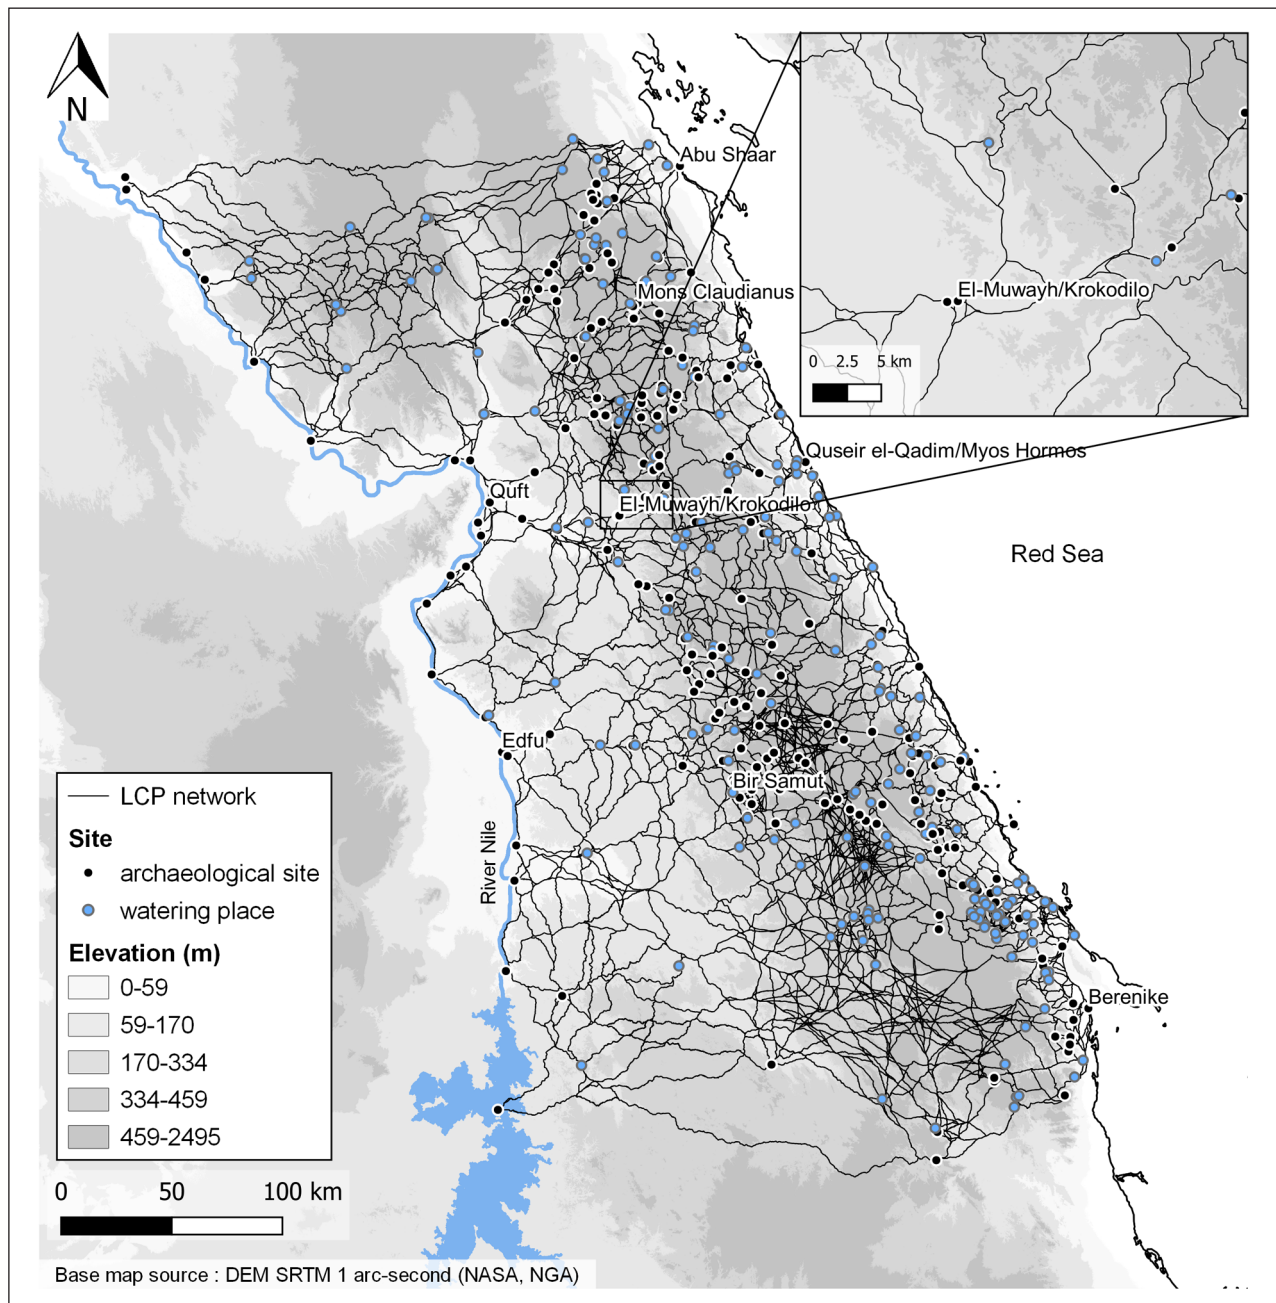 N
Abu Shaar
Mons Claudianus
El-Muwayh/Krokodilo
0 2.5 5 km
Quseir el-Qadim/Myos Hormos
Quft
El-Muwayh/Krokodilo
Red Sea
Edfu
Bir Samut
River Nile
Berenike
LCP network
Site
archaeological site
watering place
Elevation (m)
0-59
59-170
170-334
334-459
459-2495
0 50 100 km
Base map source : DEM SRTM 1 arc-second (NASA, NGA)